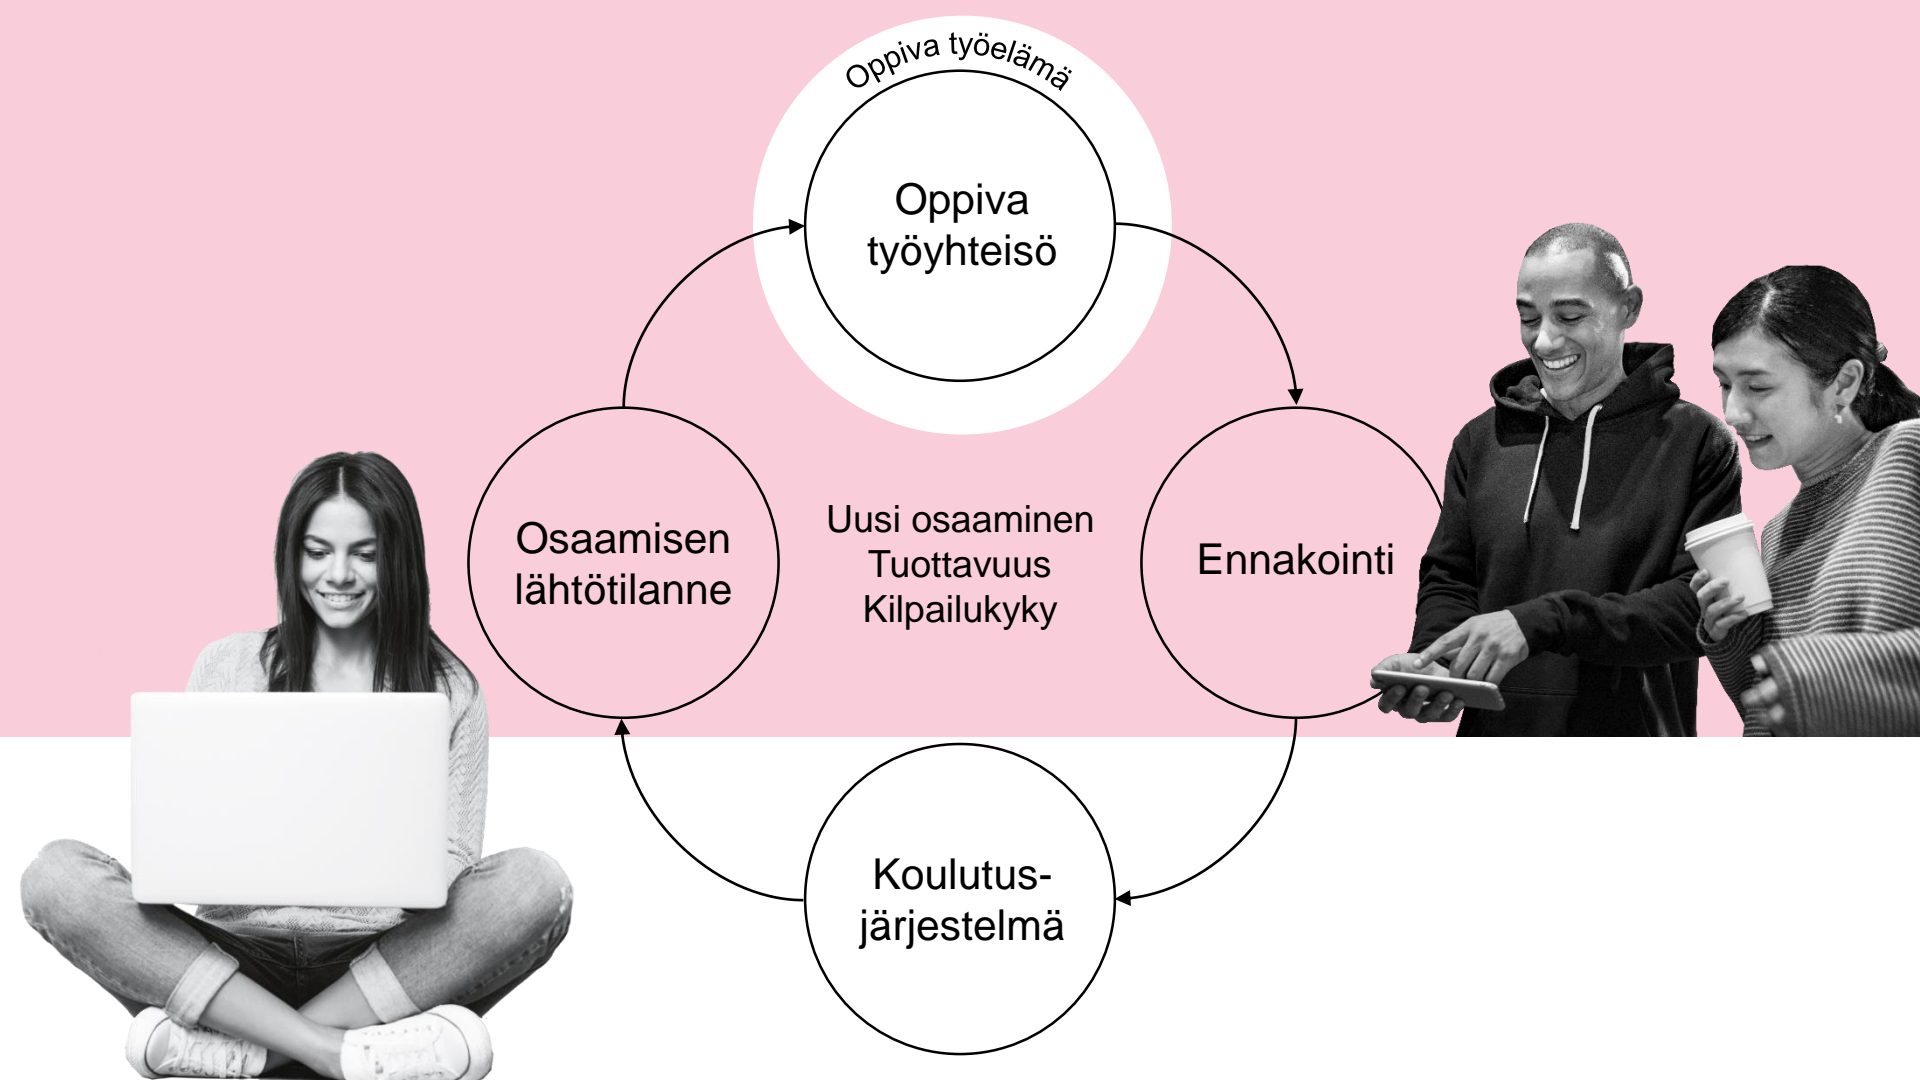 Oppiva työelämä
Oppiva
työyhteisö
Osaamisen
lähtötilanne
Uusi osaaminen
Tuottavuus
Kilpailukyky
Ennakointi
Koulutus-
järjestelmä